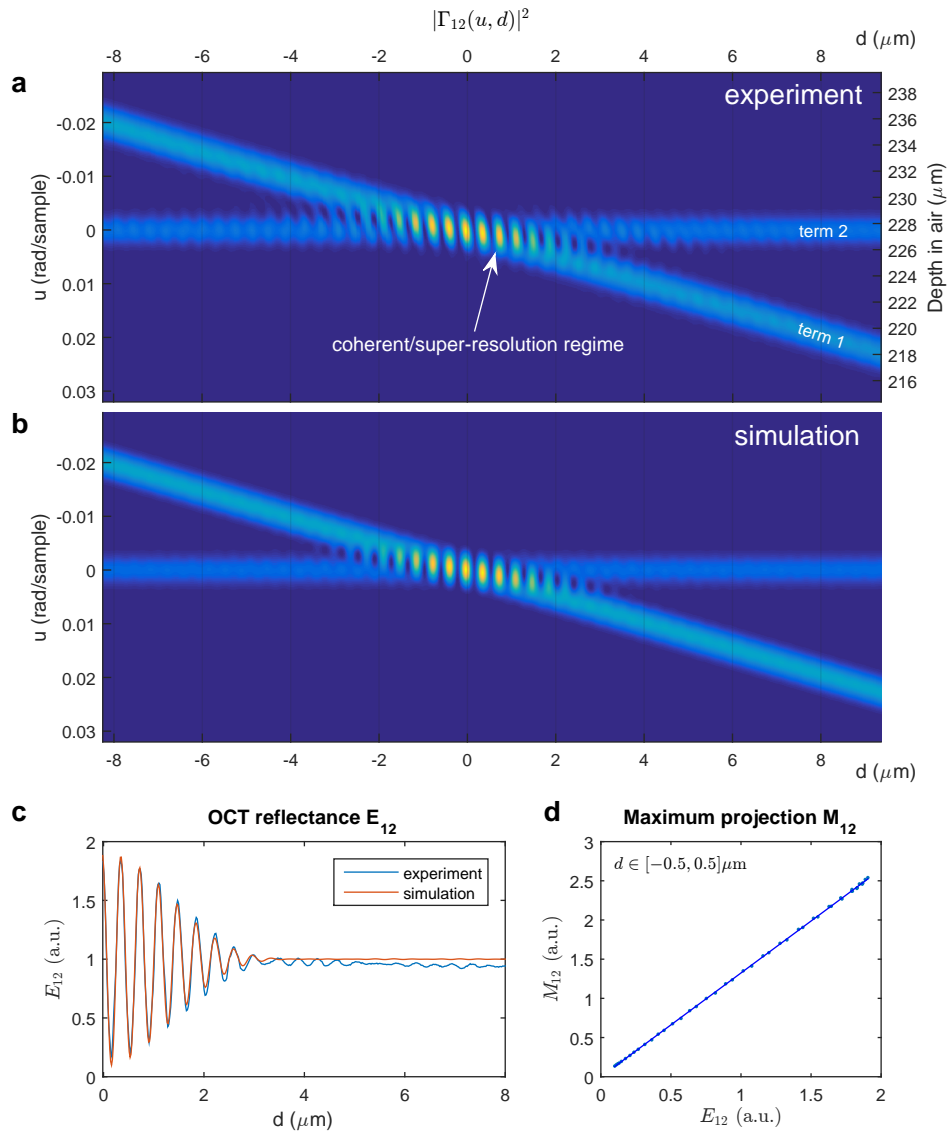 |Γ₁₂(u, d)|²
d (μm)
-8 -6 -4 -2 0 2 4 6 8
a
experiment
u (rad/sample)
-0.02
-0.01
0
0.01
0.02
0.03
238
236
234
232
230
228
226
224
222
220
218
216
Depth in air (μm)
term 2
term 1
coherent/super-resolution regime
b
simulation
u (rad/sample)
-0.02
-0.01
0
0.01
0.02
0.03
-8 -6 -4 -2 0 2 4 6 8
d (μm)
c
OCT reflectance E₁₂
E₁₂ (a.u.)
2
1.5
1
0.5
0
experiment
simulation
0 2 4 6 8
d (μm)
d
Maximum projection M₁₂
d ∈ [−0.5, 0.5]μm
M₁₂ (a.u.)
3
2.5
2
1.5
1
0.5
0
0 0.5 1 1.5 2
E₁₂ (a.u.)